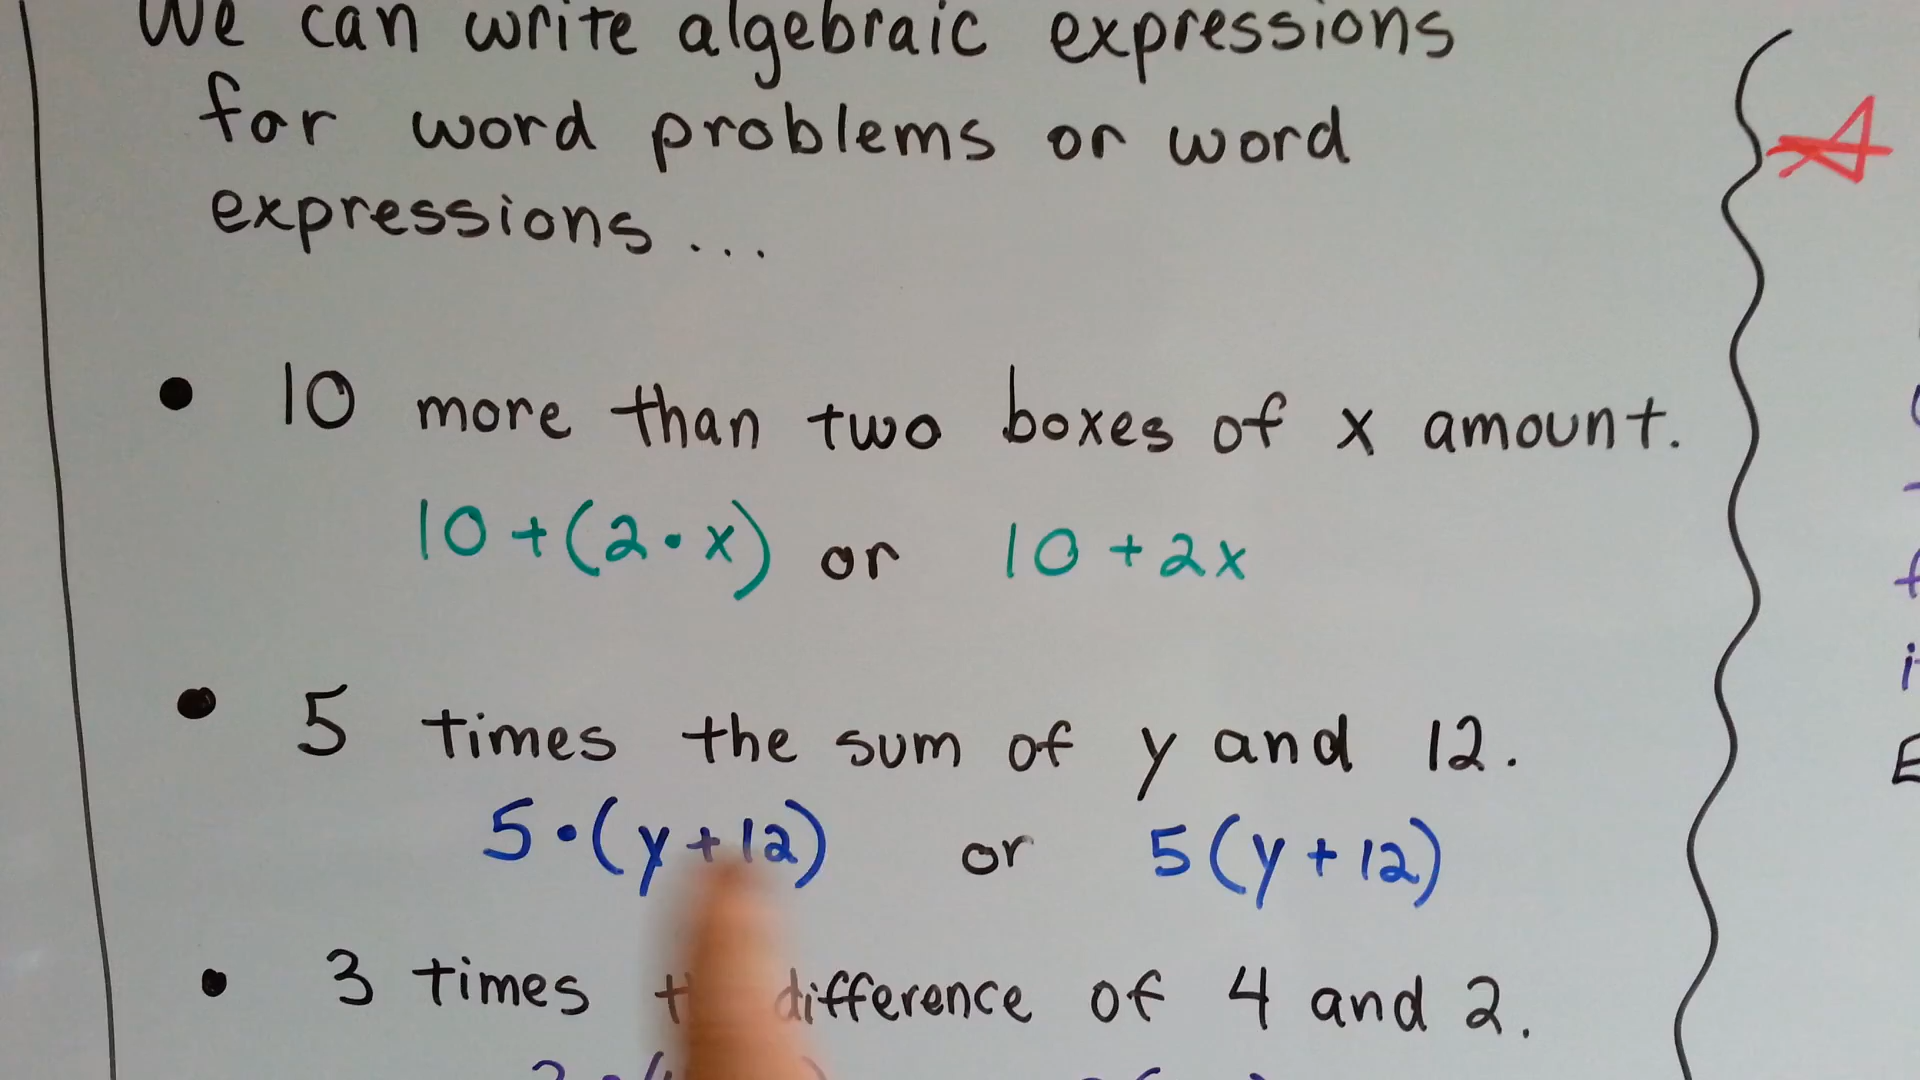 We can write algebraic expressions
for word problems or word
expressions ...
• 10 more than two boxes of x amount.
10 + (2 • x) or 10 + 2x
• 5 times the sum of y and 12.
5 • (y + 12) or 5 (y + 12)
• 3 times difference of 4 and 2.